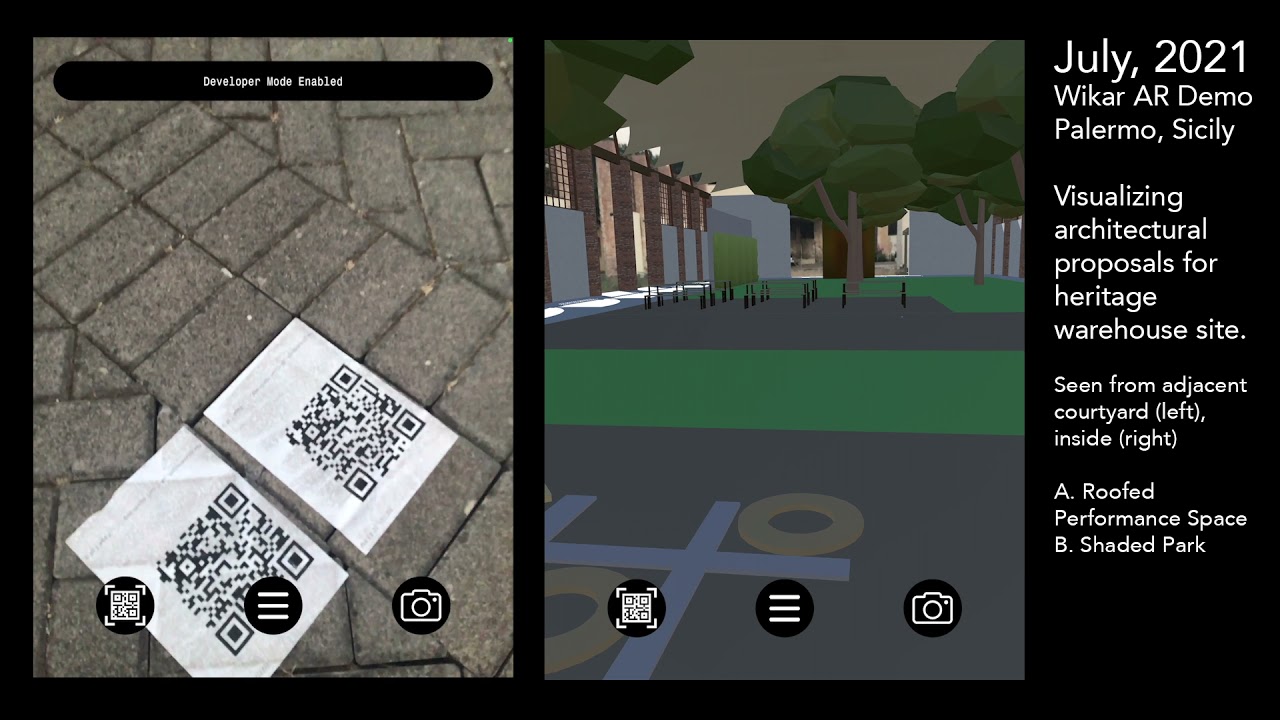 Developer Mode Enabled
July, 2021
Wikar AR Demo
Palermo, Sicily
Visualizing
architectural
proposals for
heritage
warehouse site.
Seen from adjacent
courtyard (left),
inside (right)
A. Roofed
Performance Space
B. Shaded Park